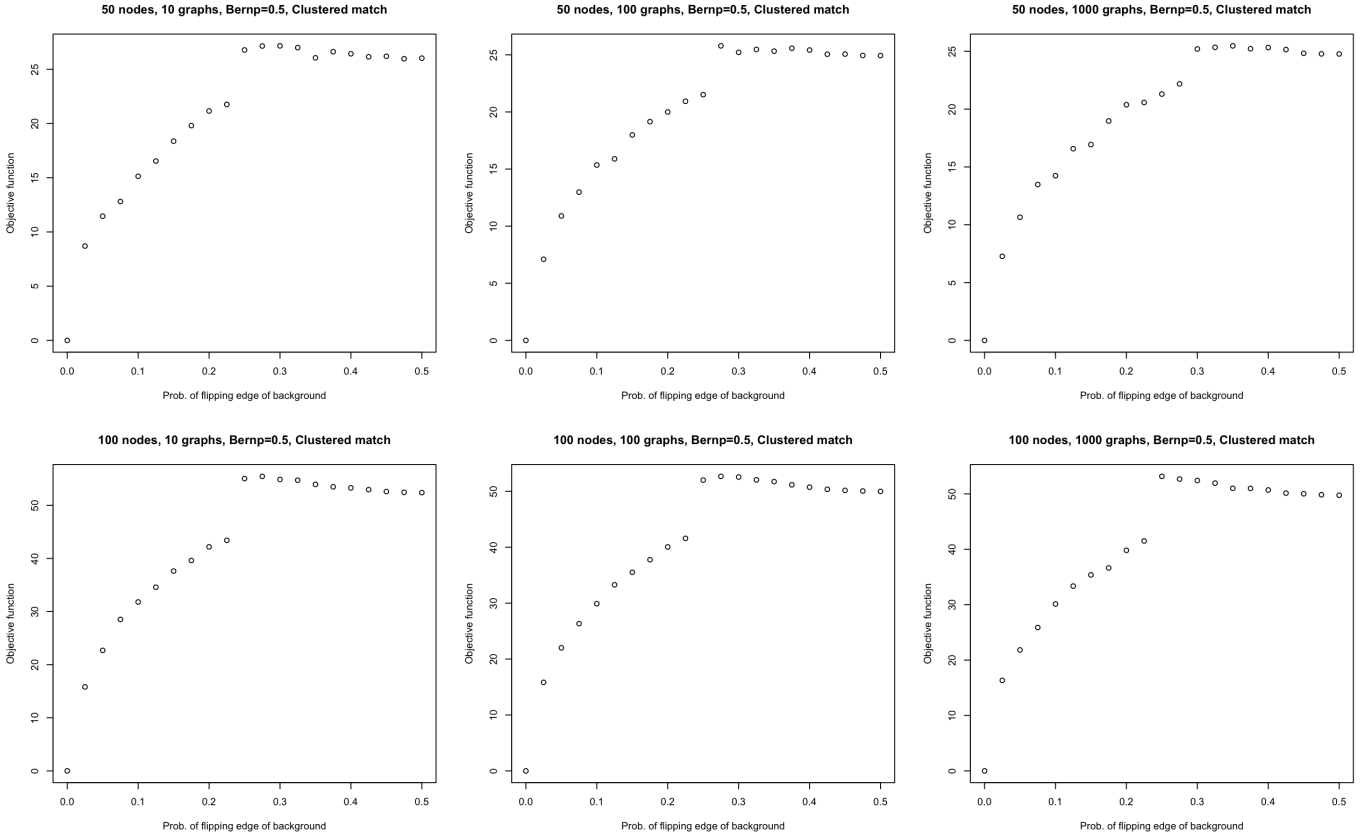 50 nodes, 10 graphs, Bernp=0.5, Clustered match
Objective function
0
5
10
15
20
25
0.0 0.1 0.2 0.3 0.4 0.5
Prob. of flipping edge of background
50 nodes, 100 graphs, Bernp=0.5, Clustered match
Objective function
0
5
10
15
20
25
0.0 0.1 0.2 0.3 0.4 0.5
Prob. of flipping edge of background
50 nodes, 1000 graphs, Bernp=0.5, Clustered match
Objective function
0
5
10
15
20
25
0.0 0.1 0.2 0.3 0.4 0.5
Prob. of flipping edge of background
100 nodes, 10 graphs, Bernp=0.5, Clustered match
Objective function
0
10
20
30
40
50
0.0 0.1 0.2 0.3 0.4 0.5
Prob. of flipping edge of background
100 nodes, 100 graphs, Bernp=0.5, Clustered match
Objective function
0
10
20
30
40
50
0.0 0.1 0.2 0.3 0.4 0.5
Prob. of flipping edge of background
100 nodes, 1000 graphs, Bernp=0.5, Clustered match
Objective function
0
10
20
30
40
50
0.0 0.1 0.2 0.3 0.4 0.5
Prob. of flipping edge of background